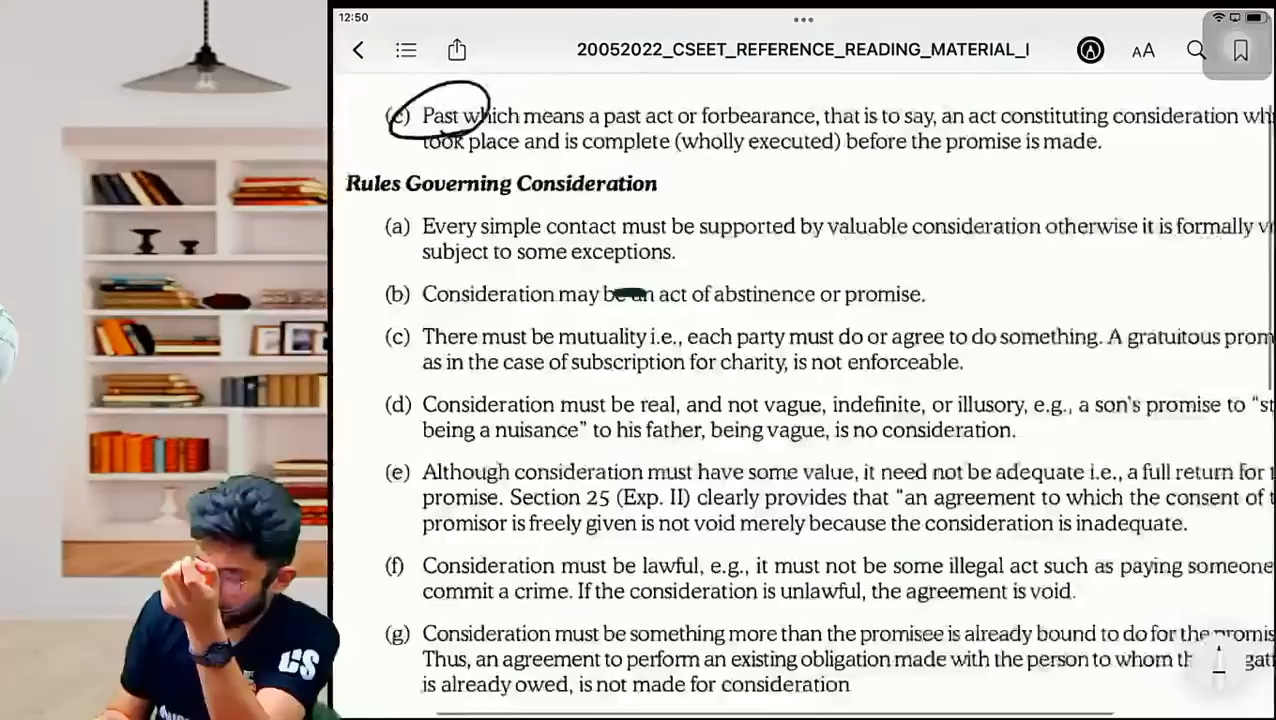 12:50
20052022_CSEET_REFERENCE_READING_MATERIAL_I
AA
Past which means a past act or forbearance, that is to say, an act constituting consideration
took place and is complete (wholly executed) before the promise is made.
Rules Governing Consideration
(a) Every simple contact must be supported by valuable consideration otherwise it is formally
subject to some exceptions.
(b) Consideration may be an act of abstinence or promise.
(c) There must be mutuality i.e., each party must do or agree to do something. A gratuitous
as in the case of subscription for charity, is not enforceable.
(d) Consideration must be real, and not vague, indefinite, or illusory, e.g., a son's promise to
being a nuisance" to his father, being vague, is no consideration.
(e) Although consideration must have some value, it need not be adequate i.e., a full return for
promise. Section 25 (Exp. II) clearly provides that "an agreement to which the consent of
promisor is freely given is not void merely because the consideration is inadequate.
(f) Consideration must be lawful, e.g., it must not be some illegal act such as paying someone
commit a crime. If the consideration is unlawful, the agreement is void.
(g) Consideration must be something more than the promisee is already bound to do for the
Thus, an agreement to perform an existing obligation made with the person to whom
is already owed, is not made for consideration
CS